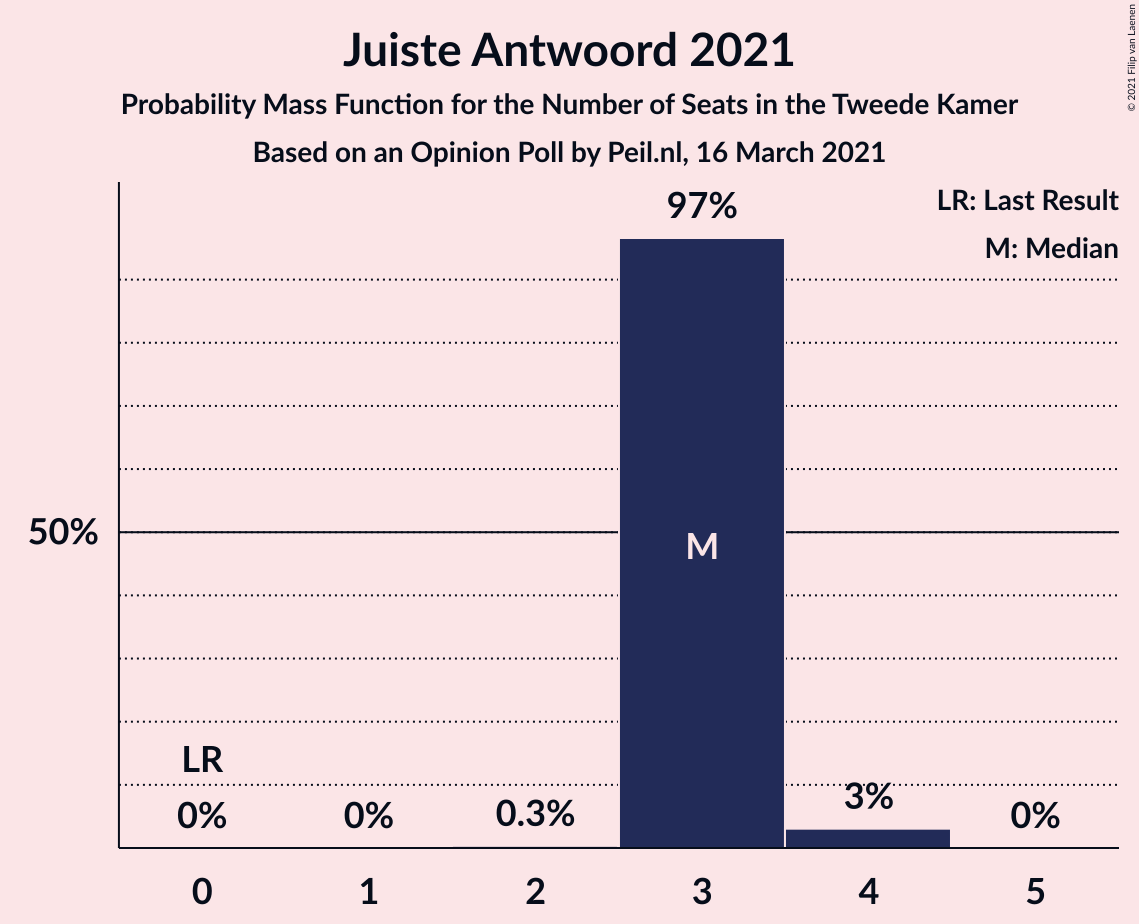 Juiste Antwoord 2021
Probability Mass Function for the Number of Seats in the Tweede Kamer
Based on an Opinion Poll by Peil.nl, 16 March 2021
© 2021 Filip van Laenen
LR: Last Result
M: Median
97%
50%
M
LR
0%
0%
0.3%
3%
0%
0
1
2
3
4
5